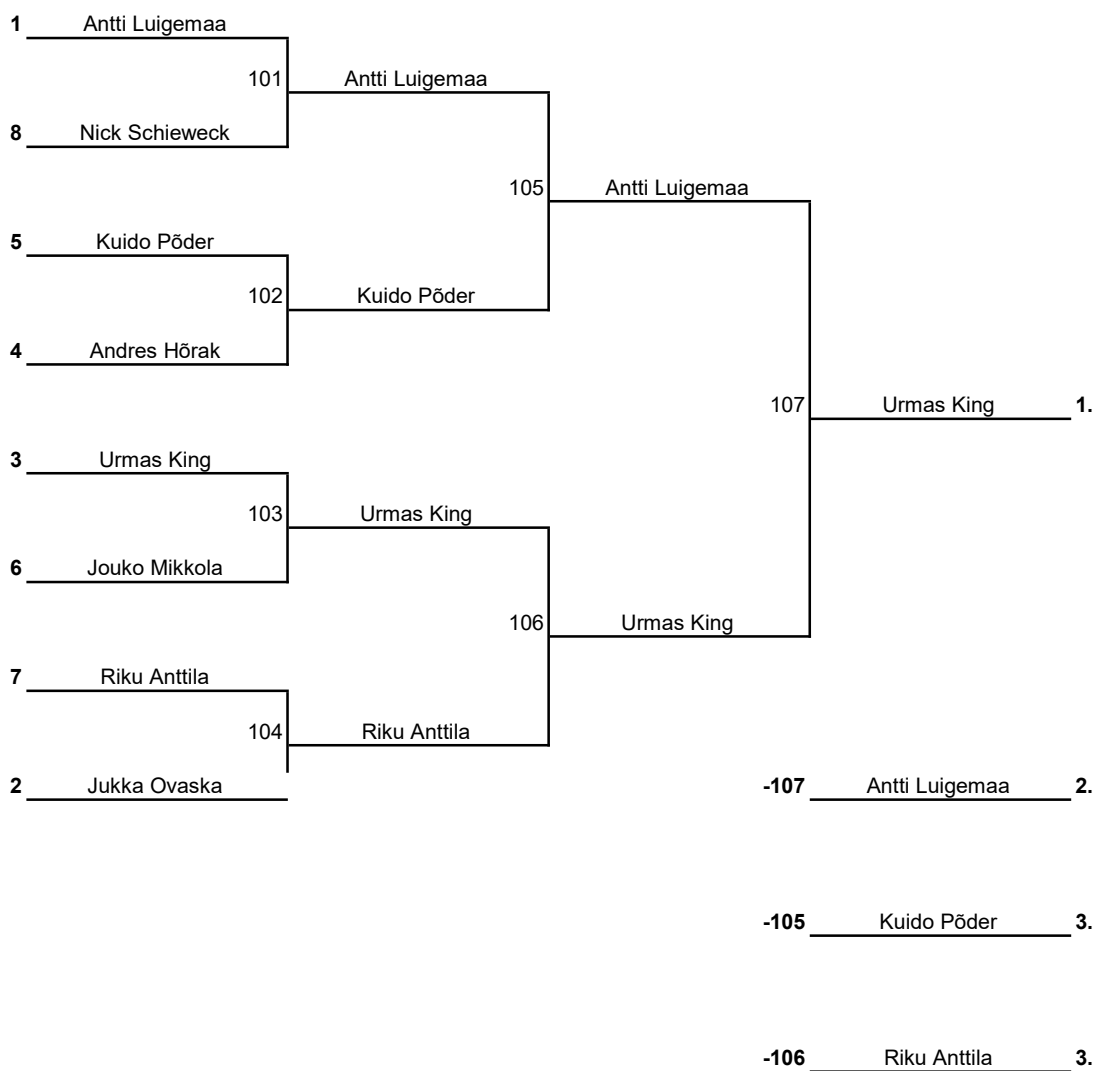 1 Antti Luigemaa
101 Antti Luigemaa
8 Nick Schieweck
105 Antti Luigemaa
5 Kuido Põder
102 Kuido Põder
4 Andres Hõrak
107 Urmas King 1.
3 Urmas King
103 Urmas King
6 Jouko Mikkola
106 Urmas King
7 Riku Anttila
104 Riku Anttila
2 Jukka Ovaska
-107 Antti Luigemaa 2.
-105 Kuido Põder 3.
-106 Riku Anttila 3.